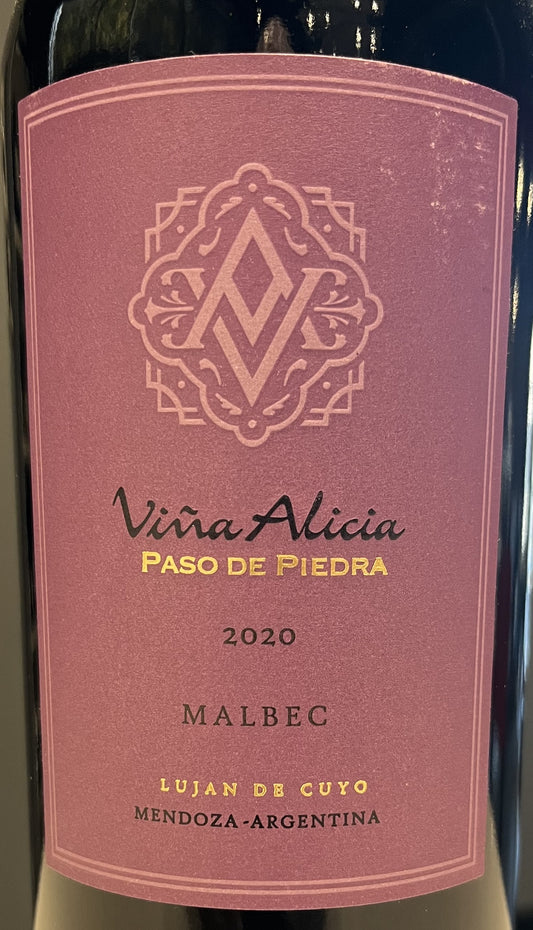 Viña Alicia
PASO DE PIEDRA
2020
MALBEC
LUJAN DE CUYO
MENDOZA-ARGENTINA